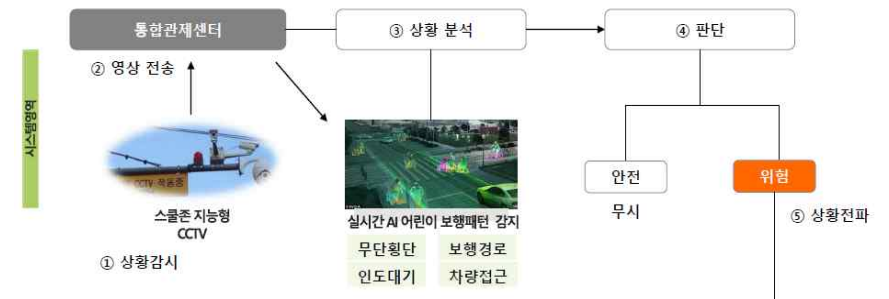 통합관제센터
③ 상황 분석
④ 판단
② 영상 전송
시스템영역
CCTV 작동중
안전
위험
스쿨존 지능형
CCTV
실시간 AI 어린이 보행패턴 감지
무시
⑤ 상황전파
무단횡단
보행경로
① 상황감시
인도대기
차량접근